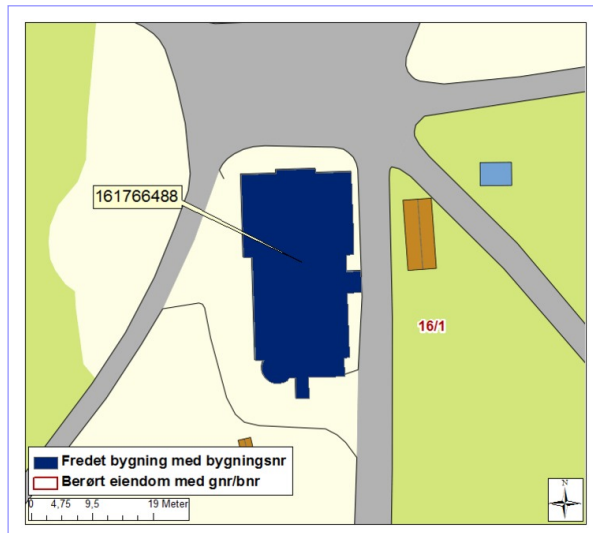 161766488
16/1
Fredet bygning med bygningsnr
Berørt eiendom med gnr/bnr
0 4,75 9,5 19 Meter
N